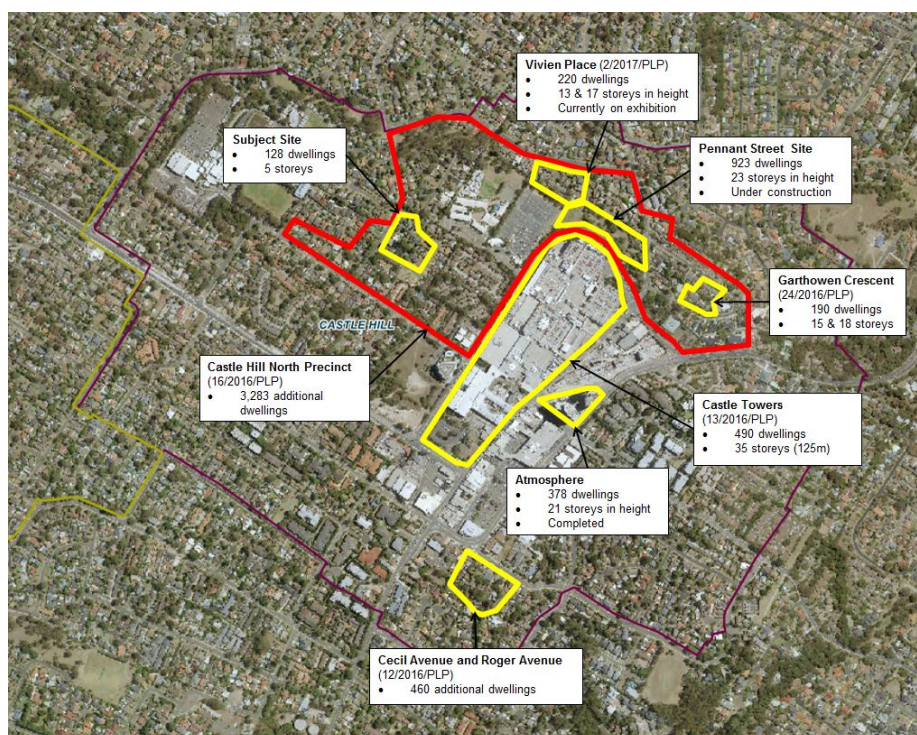 Vivien Place (2/2017/PLP)
• 220 dwellings
• 13 & 17 storeys in height
• Currently on exhibition
Subject Site
• 128 dwellings
• 5 storeys
Pennant Street Site
• 923 dwellings
• 23 storeys in height
• Under construction
Garthowen Crescent
(24/2016/PLP)
• 190 dwellings
• 15 & 18 storeys
CASTLE HILL
Castle Hill North Precinct
(16/2016/PLP)
• 3,283 additional
dwellings
Castle Towers
(13/2016/PLP)
• 490 dwellings
• 35 storeys (125m)
Atmosphere
• 378 dwellings
• 21 storeys in height
• Completed
Cecil Avenue and Roger Avenue
(12/2016/PLP)
• 460 additional dwellings